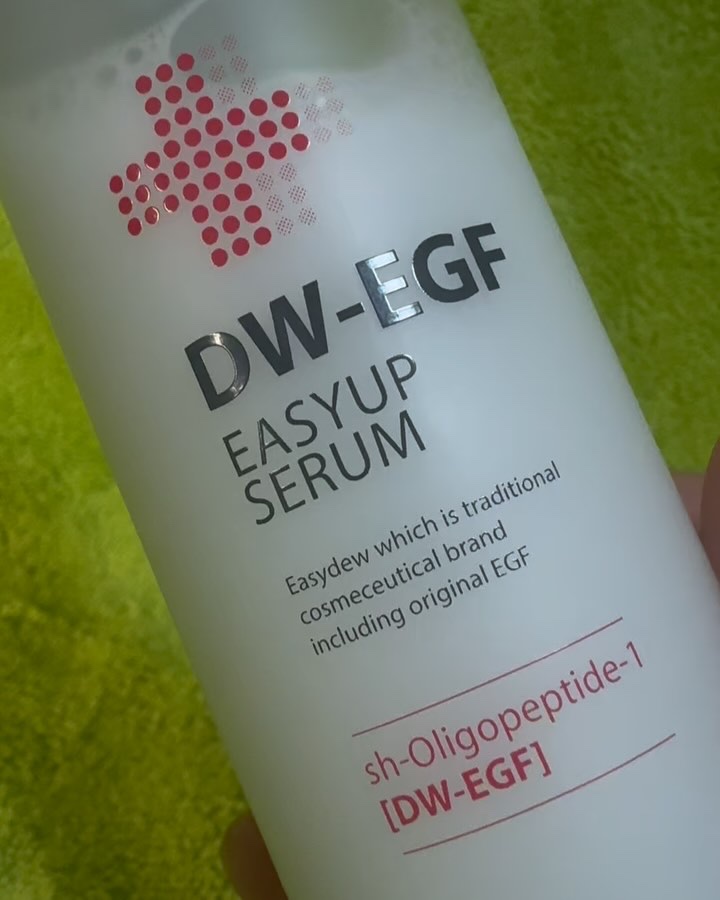 DW-EGF
EASYUP
SERUM
Easydew which is traditional
cosmeceutical brand
including original EGF
sh-Oligopeptide-1
[DW-EGF]